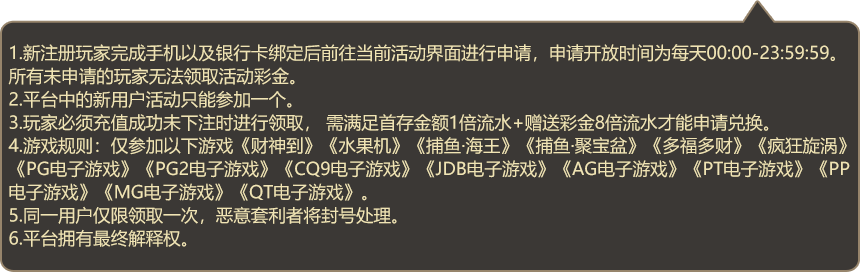 1.新注册玩家完成手机以及银行卡绑定后前往当前活动界面进行申请，申请开放时间为每天00:00-23:59:59。
所有未申请的玩家无法领取活动彩金。
2.平台中的新用户活动只能参加一个。
3.玩家必须充值成功未下注时进行领取， 需满足首存金额1倍流水+赠送彩金8倍流水才能申请兑换。
4.游戏规则：仅参加以下游戏《财神到》《水果机》《捕鱼·海王》《捕鱼·聚宝盆》《多福多财》《疯狂旋涡》
《PG电子游戏》《PG2电子游戏》《CQ9电子游戏》《JDB电子游戏》《AG电子游戏》《PT电子游戏》《PP
电子游戏》《MG电子游戏》《QT电子游戏》。
5.同一用户仅限领取一次，恶意套利者将封号处理。
6.平台拥有最终解释权。